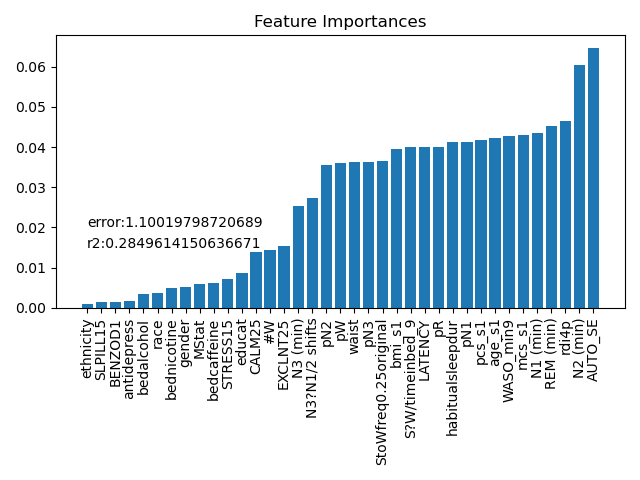 Feature Importances
0.06
0.05
0.04
0.03
0.02
0.01
0.00
error:1.10019798720689
r2:0.2849614150636671
ethnicity
SLPILL15
BENZOD1
antidepress
bedalcohol
race
bednicotine
gender
MStat
bedcaffeine
STRESS15
educat
CALM25
#W
EXCLNT25
N3 (min)
N3?N1/2 shifts
pN2
pW
waist
pN3
StoWfreq0.25original
bmi_s1
S?W/timeinbed_9
LATENCY
pR
habitualsleepdur
pN1
pcs_s1
age_s1
WASO_min9
mcs_s1
N1 (min)
REM (min)
rdi4p
N2 (min)
AUTO_SE